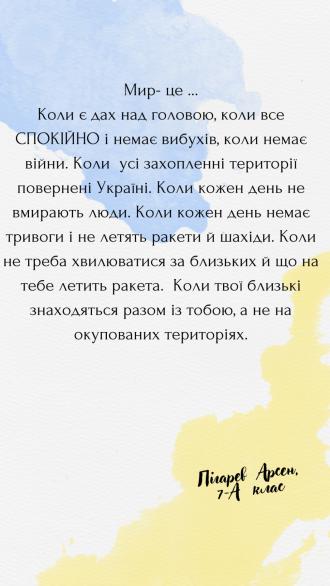 Мир- це ...
Коли є дах над головою, коли все
СПОКІЙНО і немає вибухів, коли немає
війни. Коли усі захопленні території
повернені Україні. Коли кожен день не
вмирають люди. Коли кожен день немає
тривоги і не летять ракети й шахіди. Коли
не треба хвилюватися за близьких й що на
тебе летить ракета. Коли твої близькі
знаходяться разом із тобою, а не на
окупованих територіях.
Пігарев Арсен,
7-А клас